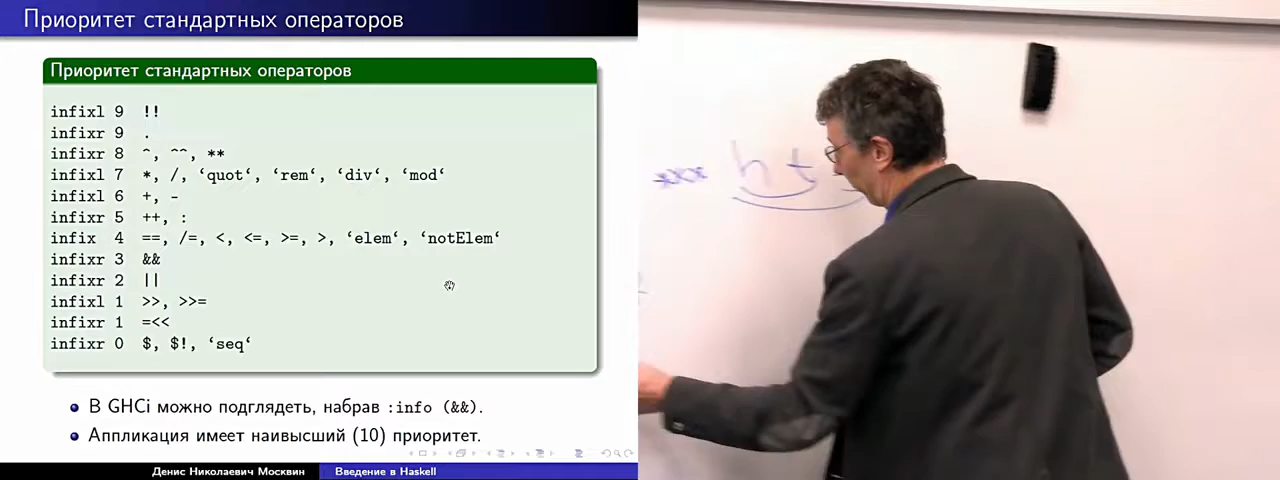 Приоритет стандартных операторов
Приоритет стандартных операторов
infixl 9 !!
infixr 9 .
infixr 8 ^, ^^, **
infixl 7 *, /, ‘quot‘, ‘rem‘, ‘div‘, ‘mod‘
infixl 6 +, -
infixr 5 ++, :
infix 4 ==, /=, <, <=, >=, >, ‘elem‘, ‘notElem‘
infixr 3 &&
infixr 2 ||
infixl 1 >>, >>=
infixr 1 =<<
infixr 0 $, $!, ‘seq‘
В GHCi можно подглядеть, набрав :info (&&).
Аппликация имеет наивысший (10) приоритет.
Денис Николаевич Москвин Введение в Haskell